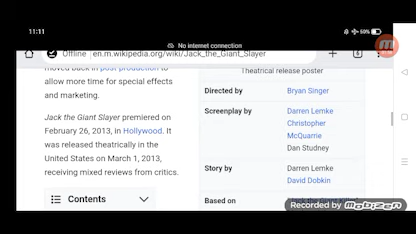 11:11
59%
No internet connection
Offline en.m.wikipedia.org/wiki/Jack_the_Giant_Slayer
6
moved back in post production to
allow more time for special effects
and marketing.
Jack the Giant Slayer premiered on
February 26, 2013, in Hollywood. It
was released theatrically in the
United States on March 1, 2013,
receiving mixed reviews from critics.
Contents
Theatrical release poster
Directed by Bryan Singer
Screenplay by Darren Lemke
Christopher
McQuarrie
Dan Studney
Story by Darren Lemke
David Dobkin
Based on
Recorded by MOBIZEN